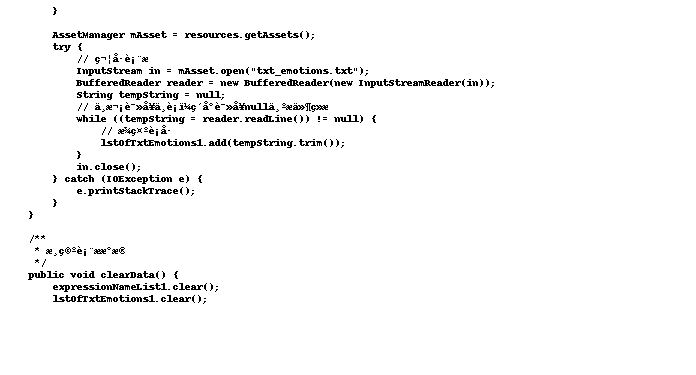 }
AssetManager mAsset = resources.getAssets();
try {
// ç¬¦å·è¡¨æ
InputStream in = mAsset.open("txt_emotions.txt");
BufferedReader reader = new BufferedReader(new InputStreamReader(in));
String tempString = null;
// ä¸æ¬¡è¯»å¥ä¸è¡ï¼ç´å°è¯»å¥nullä¸ºæä»¶ç»æ
while ((tempString = reader.readLine()) != null) {
// æ¾ç¤ºè¡å·
lstOfTxtEmotions1.add(tempString.trim());
}
in.close();
} catch (IOException e) {
e.printStackTrace();
}
}
/**
* æ¸ç©ºè¡¨ææ°æ®
*/
public void clearData() {
expressionNameList1.clear();
lstOfTxtEmotions1.clear();